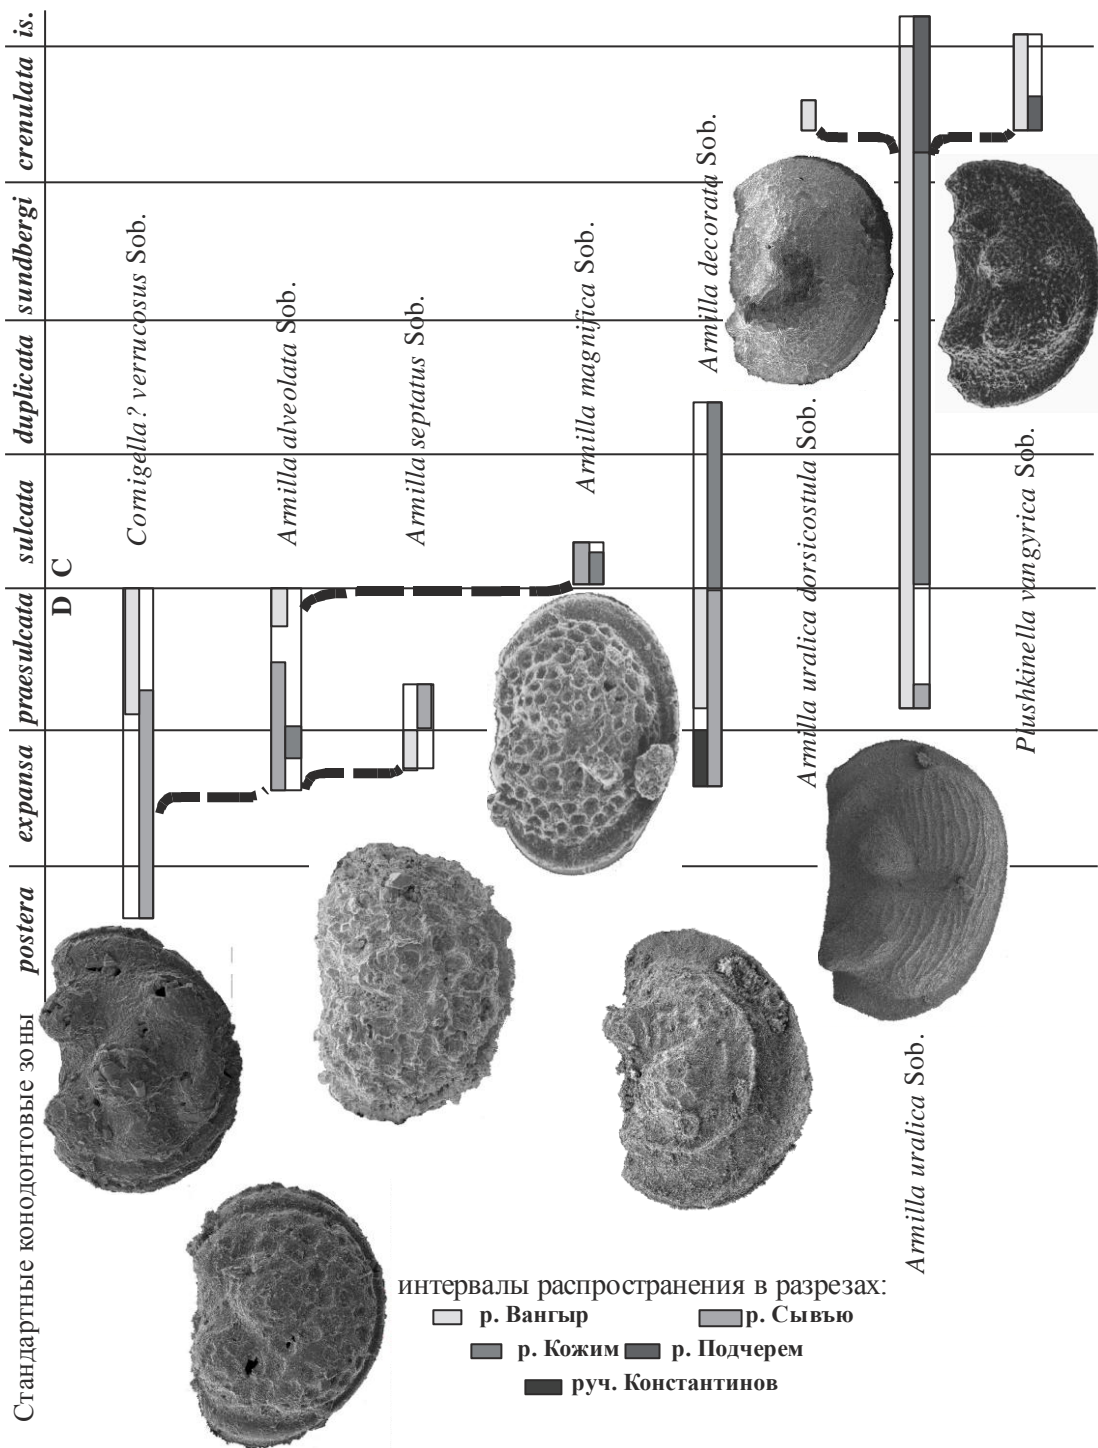 Стандартные конодонтовые зоны
postera
expansa
praesulcata
sulcata
duplicata
sundbergi
crenulata
is.
D
C
Cornigella? verrucosus Sob.
Armilla alveolata Sob.
Armilla septatus Sob.
Armilla magnifica Sob.
Armilla decorata Sob.
Armilla uralica dorsicostula Sob.
Armilla uralica Sob.
Plushkinella vangyrica Sob.
интервалы распространения в разрезах:
р. Вангыр
р. Сывъю
р. Кожим
р. Подчерем
руч. Константинов